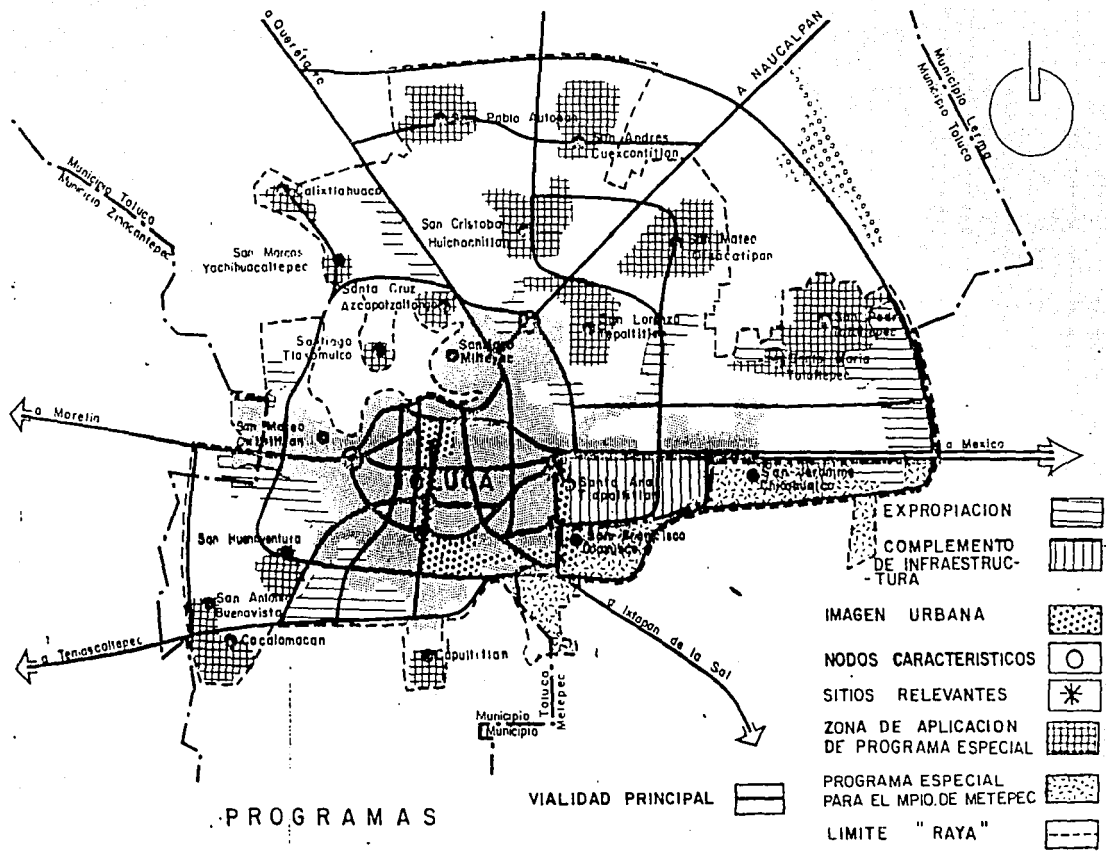 a Querétaro
A NAUCALPAN
Municipio Lerma
Municipio Toluca
Municipio Toluca
Municipio Zinacantepec
Pablo Autopan
San Andres
Cuexcontitlan
Calixtlahuaca
San Cristobal
Huichochitlan
San Mateo
Otzacatipan
San Marcos
Yachihuacaltepec
Santa Cruz
Azcapotzaltongo
San Lorenzo
Tepaltitlan
San Pedro
Totoltepec
Santa Maria
Totoltepec
Santiago
Tlaxomulco
Santiago
Miltepec
a Morelia
San Mateo
a Mexico
TOLUCA
Santa Ana
Tlapaltitlan
San Jeronimo
Chicahualco
San Francisco
Coaxusco
San Buenaventura
San Antonio
Buenavista
Cacalomacan
a Temascaltepec
Capultitlan
a Ixtapan de la Sal
Toluca
Metepec
Municipio
Municipio
EXPROPIACION
COMPLEMENTO
DE INFRAESTRUC-
TURA
IMAGEN URBANA
NODOS CARACTERISTICOS
SITIOS RELEVANTES
ZONA DE APLICACION
DE PROGRAMA ESPECIAL
PROGRAMA ESPECIAL
PARA EL MPIO. DE METEPEC
LIMITE "RAYA"
VIALIDAD PRINCIPAL
PROGRAMAS